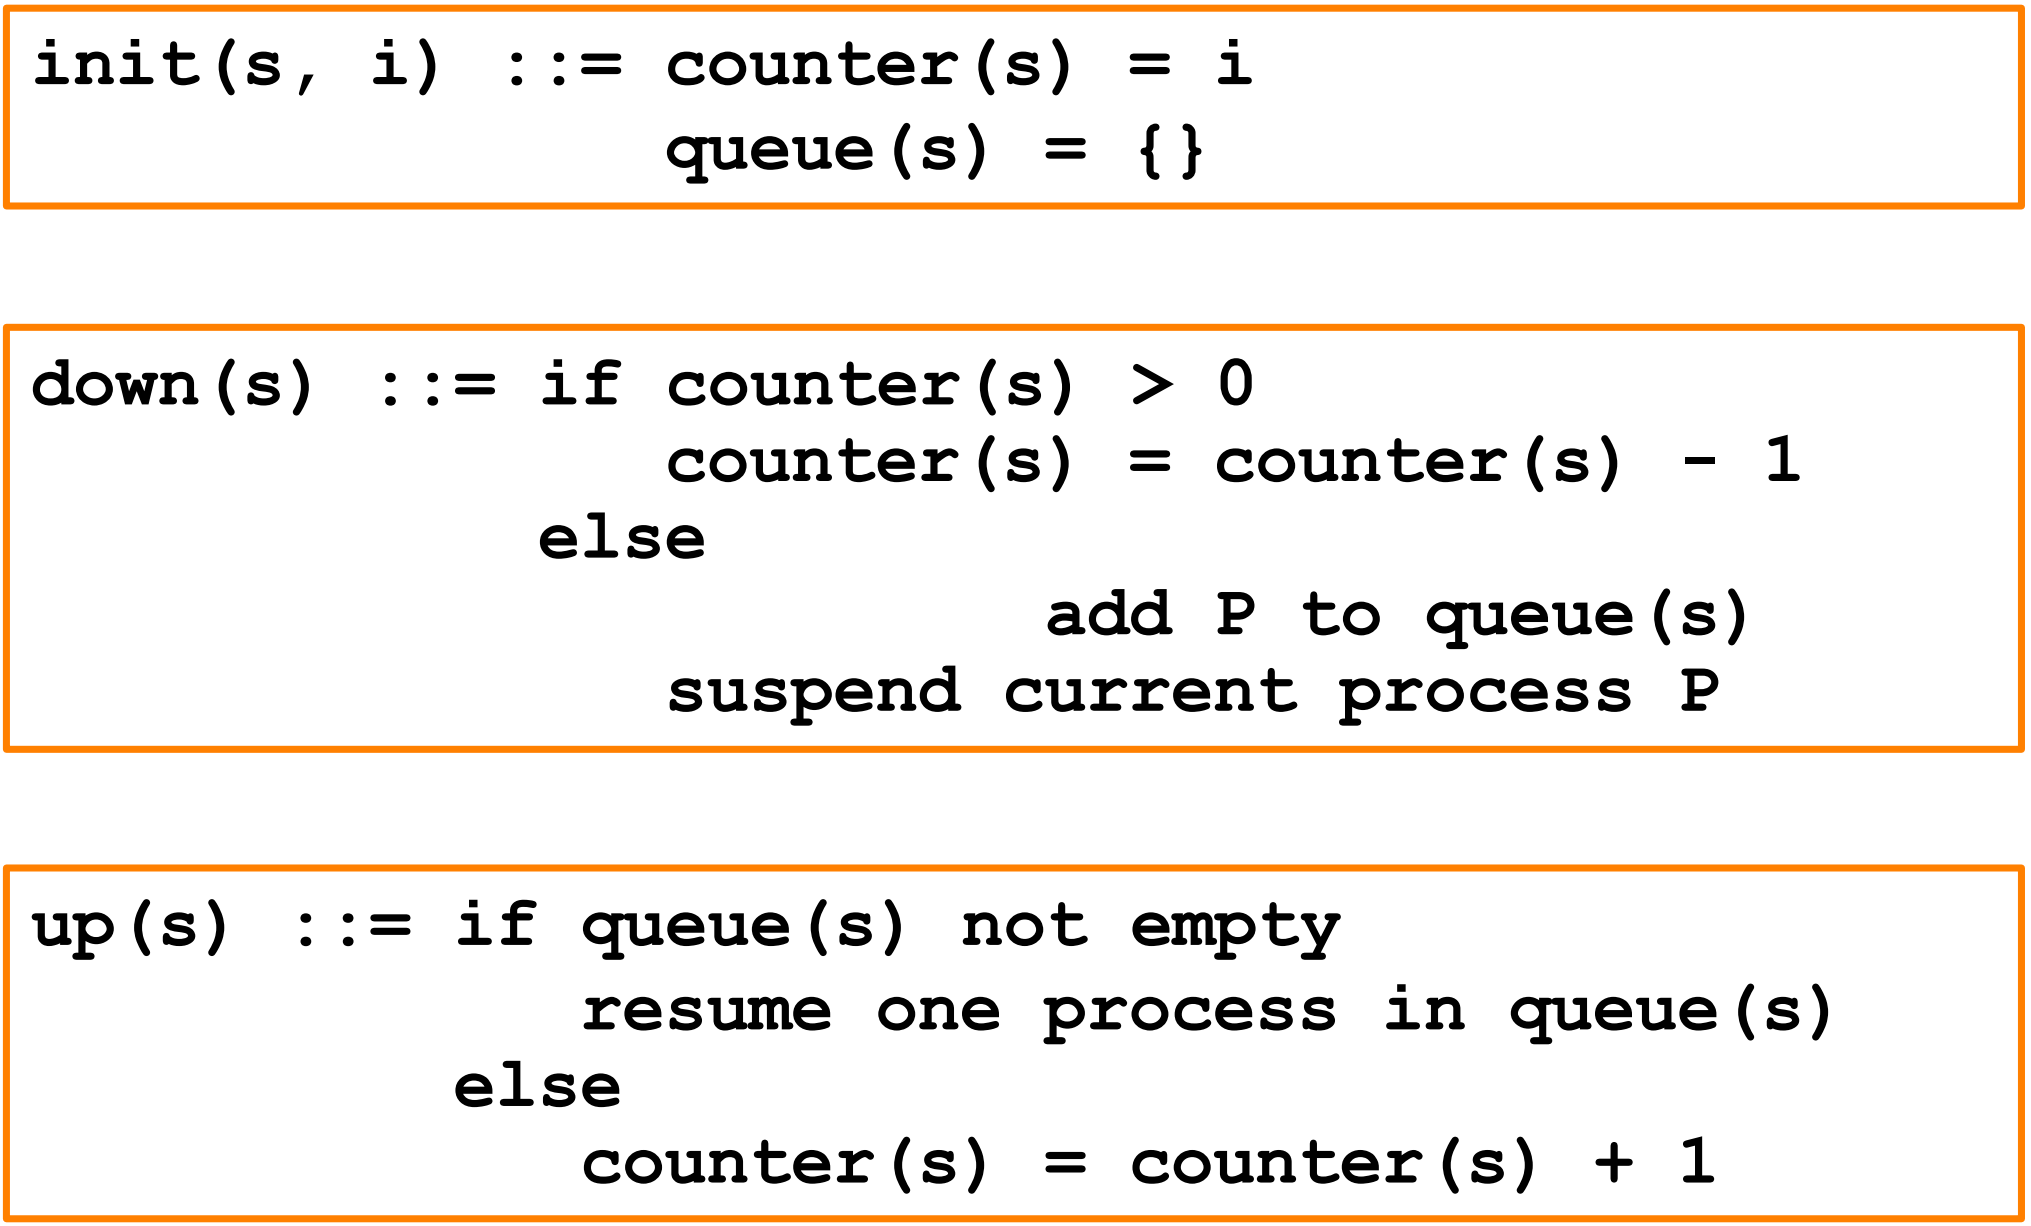 init(s, i) ::= counter(s) = i
queue(s) = {}
down(s) ::= if counter(s) > 0
counter(s) = counter(s) - 1
else
add P to queue(s)
suspend current process P
up(s) ::= if queue(s) not empty
resume one process in queue(s)
else
counter(s) = counter(s) + 1